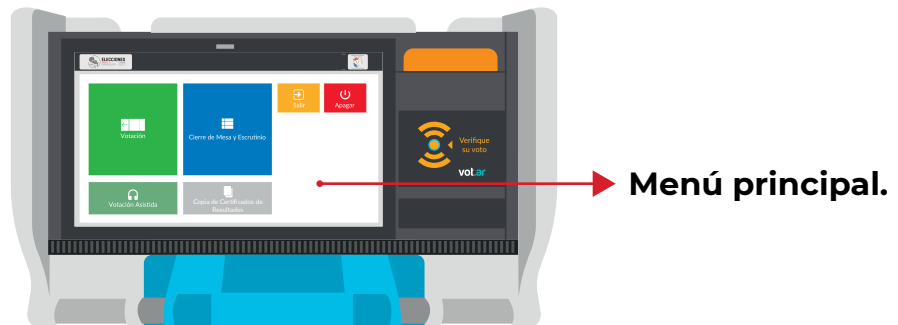 ELECCIONES
Votación
Cierre de Mesa y Escrutinio
Salir
Apagar
Votación Asistida
Copia de Certificados de
Resultados
Verifique
su voto
vot.ar
Menú principal.